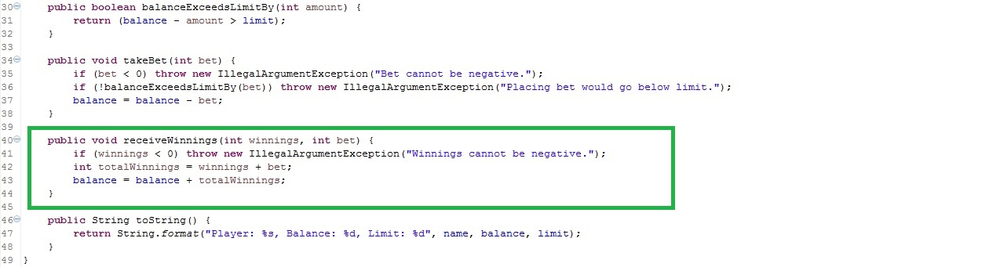 30 public boolean balanceExceedsLimitBy(int amount) {
31 return (balance - amount > limit);
32 }
33
34 public void takeBet(int bet) {
35 if (bet < 0) throw new IllegalArgumentException("Bet cannot be negative.");
36 if (!balanceExceedsLimitBy(bet)) throw new IllegalArgumentException("Placing bet would go below limit.");
37 balance = balance - bet;
38 }
39
40 public void receiveWinnings(int winnings, int bet) {
41 if (winnings < 0) throw new IllegalArgumentException("Winnings cannot be negative.");
42 int totalWinnings = winnings + bet;
43 balance = balance + totalWinnings;
44 }
45
46 public String toString() {
47 return String.format("Player: %s, Balance: %d, Limit: %d", name, balance, limit);
48 }
49 }